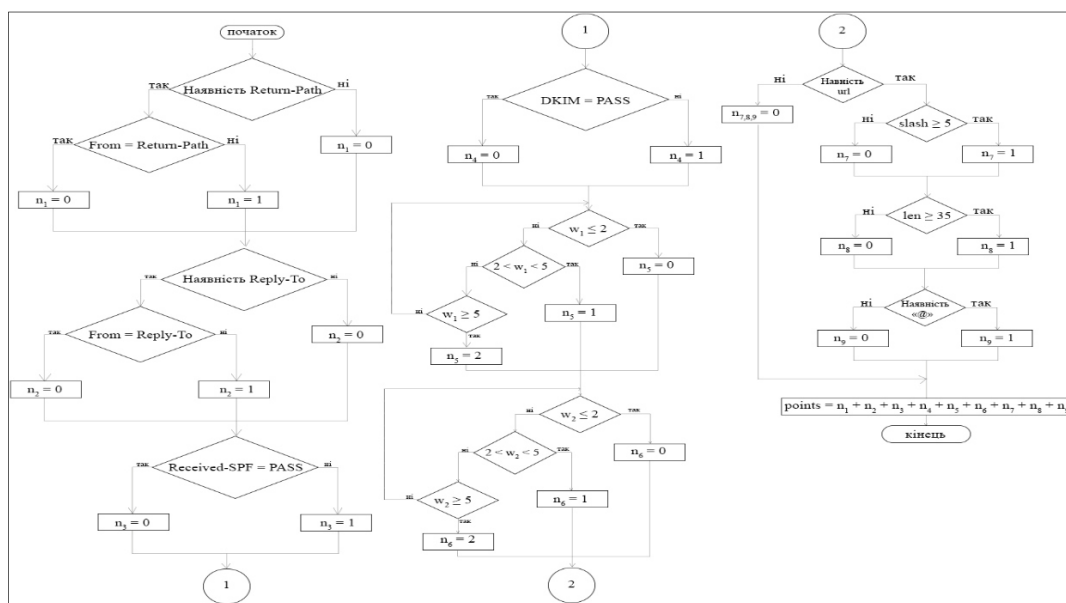 початок
Наявність Return-Path
так
ні
From = Return-Path
так
ні
n₁ = 0
n₁ = 0
n₁ = 1
Наявність Reply-To
так
ні
From = Reply-To
так
ні
n₂ = 0
n₂ = 0
n₂ = 1
Received-SPF = PASS
так
ні
n₃ = 0
n₃ = 1
1
1
DKIM = PASS
так
ні
n₄ = 0
n₄ = 1
w₁ ≤ 2
ні
так
n₅ = 0
2 < w₁ < 5
ні
так
n₅ = 1
w₁ ≥ 5
ні
так
n₅ = 2
w₂ ≤ 2
ні
так
n₆ = 0
2 < w₂ < 5
ні
так
n₆ = 1
w₂ ≥ 5
ні
так
n₆ = 2
2
2
Навність
url
ні
так
n₇,₈,₉ = 0
slash ≥ 5
ні
так
n₇ = 0
n₇ = 1
len ≥ 35
ні
так
n₈ = 0
n₈ = 1
Наявність
«@»
ні
так
n₉ = 0
n₉ = 1
points = n₁ + n₂ + n₃ + n₄ + n₅ + n₆ + n₇ + n₈ + n₉
кінець